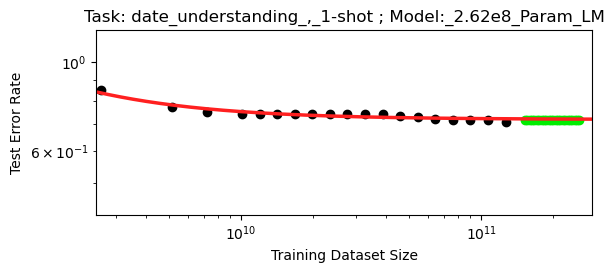 Task: date_understanding_,_1-shot ; Model:_2.62e8_Param_LM
10⁰
6 × 10⁻¹
Test Error Rate
10¹⁰
10¹¹
Training Dataset Size